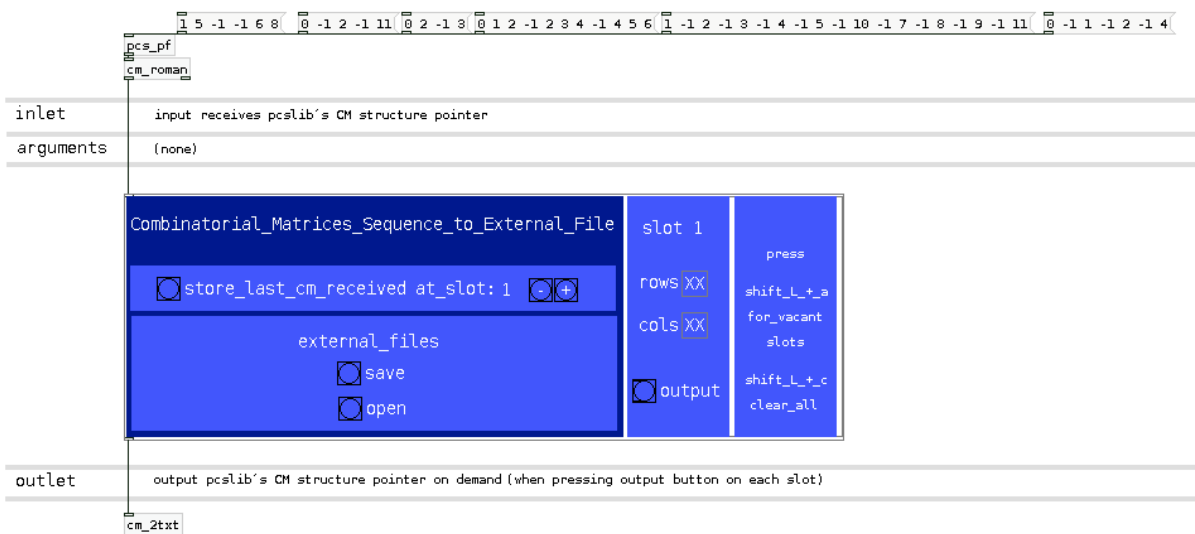 1 5 -1 -1 6 8 0 -1 2 -1 11 0 2 -1 3 0 1 2 -1 2 3 4 -1 4 5 6 1 -1 2 -1 3 -1 4 -1 5 -1 10 -1 7 -1 8 -1 9 -1 11 0 -1 1 -1 2 -1 4
pcs_pf
cm_roman
inlet input receives pcslib´s CM structure pointer
arguments (none)
Combinatorial_Matrices_Sequence_to_External_File
store_last_cm_received at_slot: 1 - +
external_files
save
open
slot 1
rows XX
cols XX
output
press
shift_L_+_a
for_vacant
slots
shift_L_+_c
clear_all
outlet output pcslib´s CM structure pointer on demand (when pressing output button on each slot)
cm_2txt